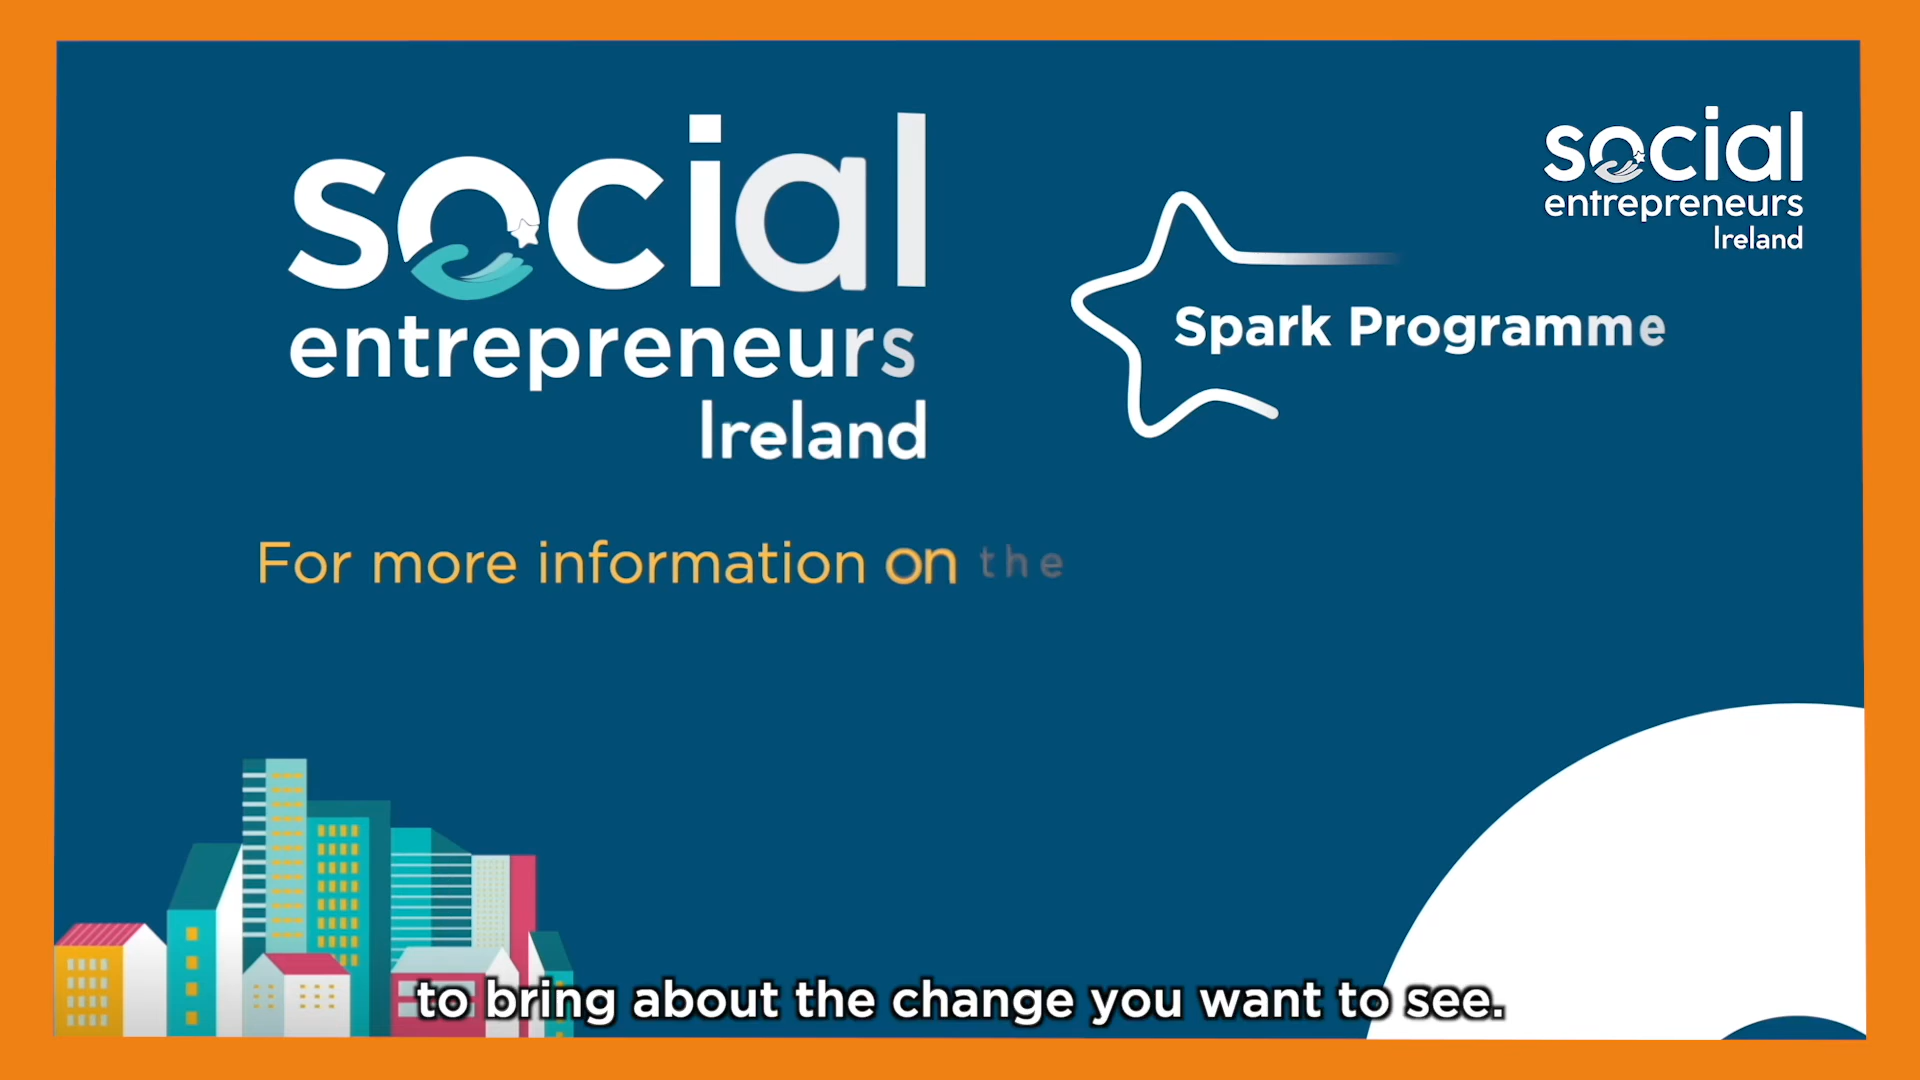 social
entrepreneurs
Ireland
Spark Programme
social
entrepreneurs
Ireland
For more information on the
to bring about the change you want to see.